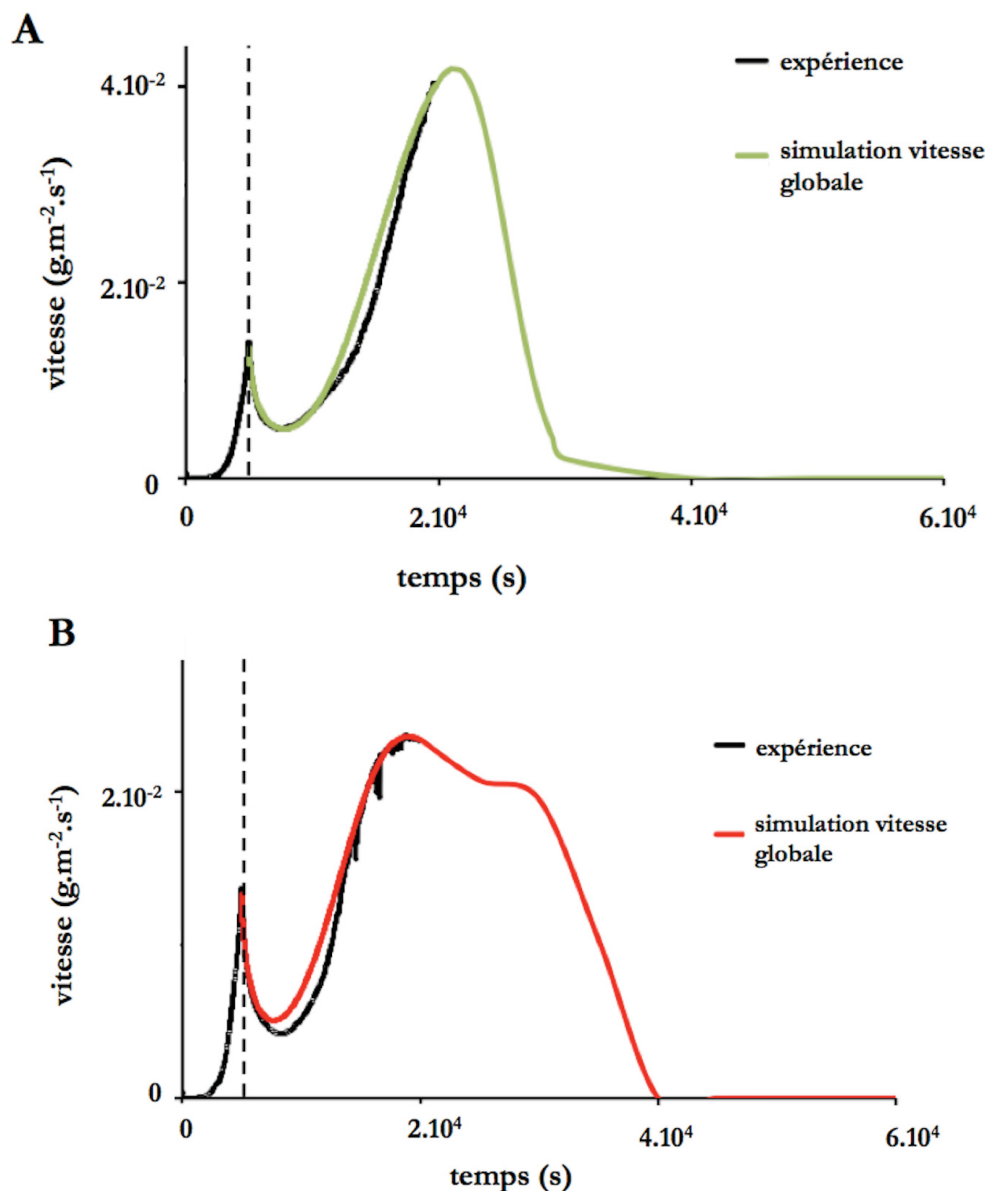 A
4.10⁻²
expérience
simulation vitesse
globale
vitesse (g.m⁻².s⁻¹)
2.10⁻²
0
0
2.10⁴
4.10⁴
6.10⁴
temps (s)
B
expérience
2.10⁻²
simulation vitesse
globale
vitesse (g.m⁻².s⁻¹)
0
0
2.10⁴
4.10⁴
6.10⁴
temps (s)